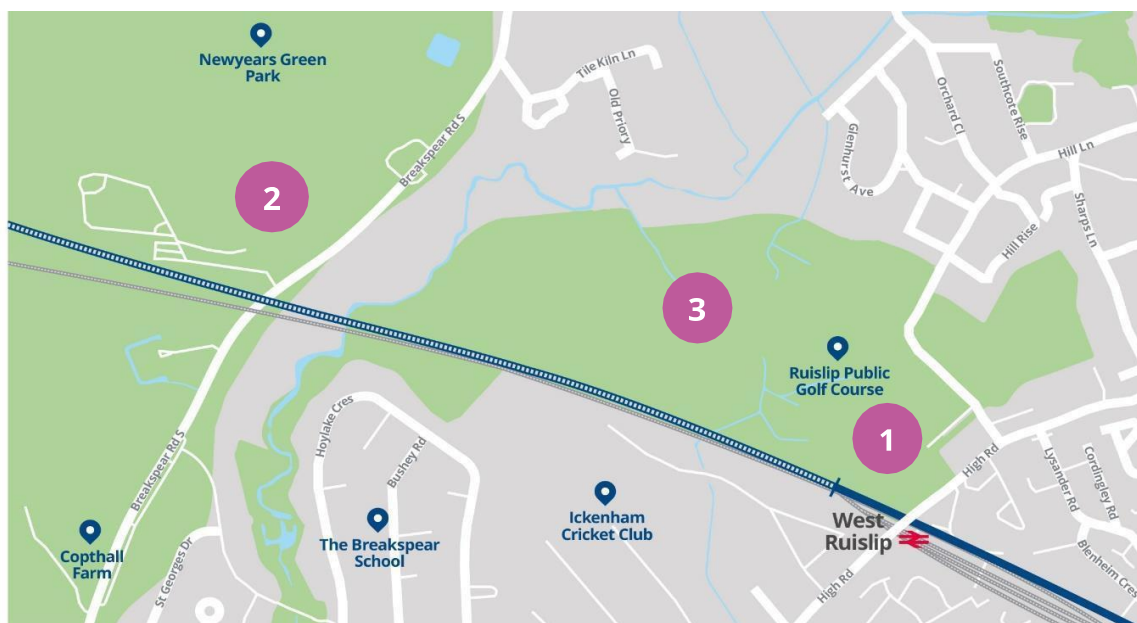 Newyears Green
Park
Tile Kiln Ln
Old Priory
Breakspear Rd S
Orchard Cl
Southcote Rise
Glenhurst Ave
Hill Ln
Sharps Ln
Hill Rise
2
3
Ruislip Public
Golf Course
1
Hoylake Cres
Bushey Rd
Breakspear Rd S
High Rd
Lysander Rd
Cordingley Rd
Ickenham
Cricket Club
West
Ruislip
The Breakspear
School
Copthall
Farm
St Georges Dr
High Rd
Blenheim Cres